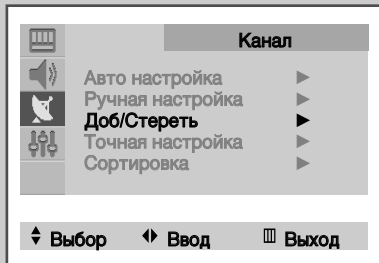 Канал
Авто настройка
Ручная настройка
Доб/Стереть
Точная настройка
Сортировка
Выбор Ввод Выход